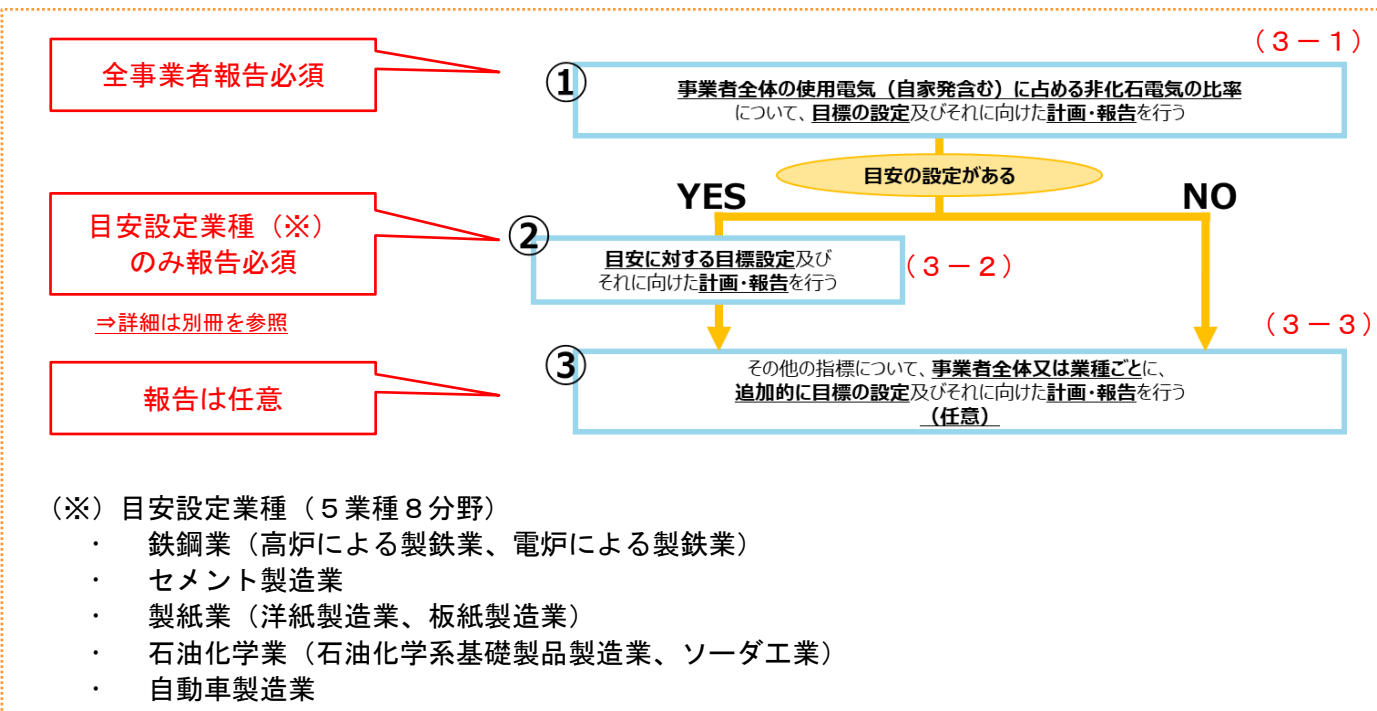 全事業者報告必須
(3-1)
①
事業者全体の使用電気（自家発含む）に占める非化石電気の比率
について、目標の設定及びそれに向けた計画・報告を行う
目安の設定がある
YES
NO
目安設定業種（※）
のみ報告必須
②
目安に対する目標設定及び
それに向けた計画・報告を行う
(3-2)
⇒詳細は別冊を参照
(3-3)
報告は任意
③
その他の指標について、事業者全体又は業種ごとに、
追加的に目標の設定及びそれに向けた計画・報告を行う
（任意）
（※）目安設定業種（５業種８分野）
・ 鉄鋼業（高炉による製鉄業、電炉による製鉄業）
・ セメント製造業
・ 製紙業（洋紙製造業、板紙製造業）
・ 石油化学業（石油化学系基礎製品製造業、ソーダ工業）
・ 自動車製造業